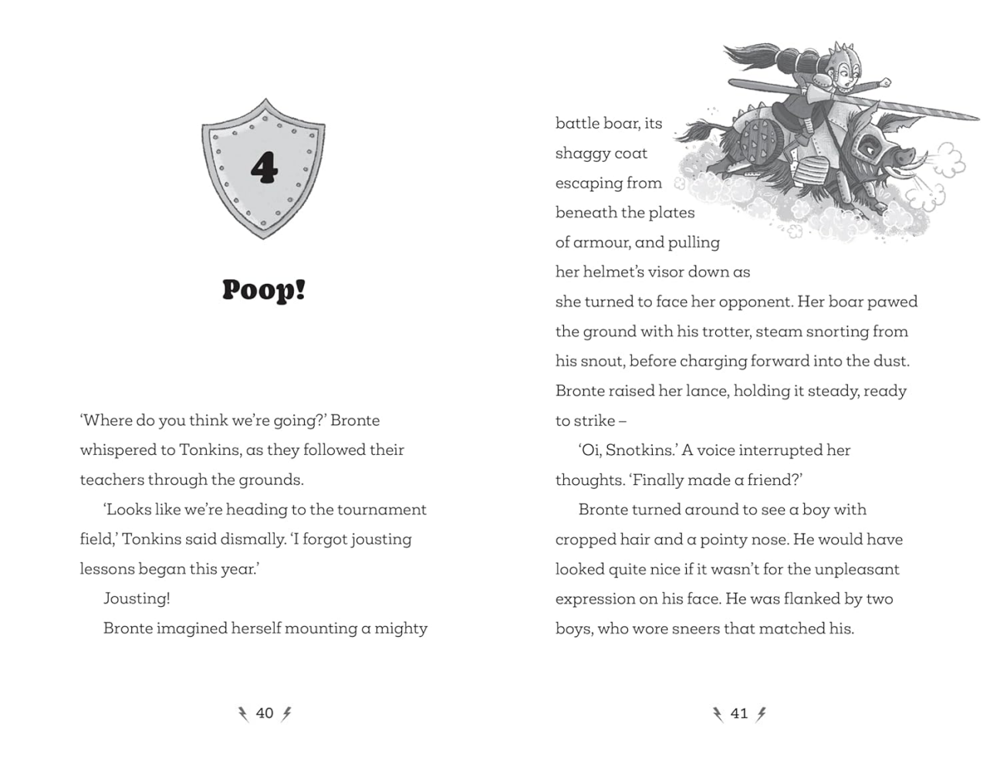 4
Poop!
‘Where do you think we’re going?’ Bronte
whispered to Tonkins, as they followed their
teachers through the grounds.
‘Looks like we’re heading to the tournament
field,’ Tonkins said dismally. ‘I forgot jousting
lessons began this year.’
Jousting!
Bronte imagined herself mounting a mighty
40
battle boar, its
shaggy coat
escaping from
beneath the plates
of armour, and pulling
her helmet’s visor down as
she turned to face her opponent. Her boar pawed
the ground with his trotter, steam snorting from
his snout, before charging forward into the dust.
Bronte raised her lance, holding it steady, ready
to strike –
‘Oi, Snotkins.’ A voice interrupted her
thoughts. ‘Finally made a friend?’
Bronte turned around to see a boy with
cropped hair and a pointy nose. He would have
looked quite nice if it wasn’t for the unpleasant
expression on his face. He was flanked by two
boys, who wore sneers that matched his.
41